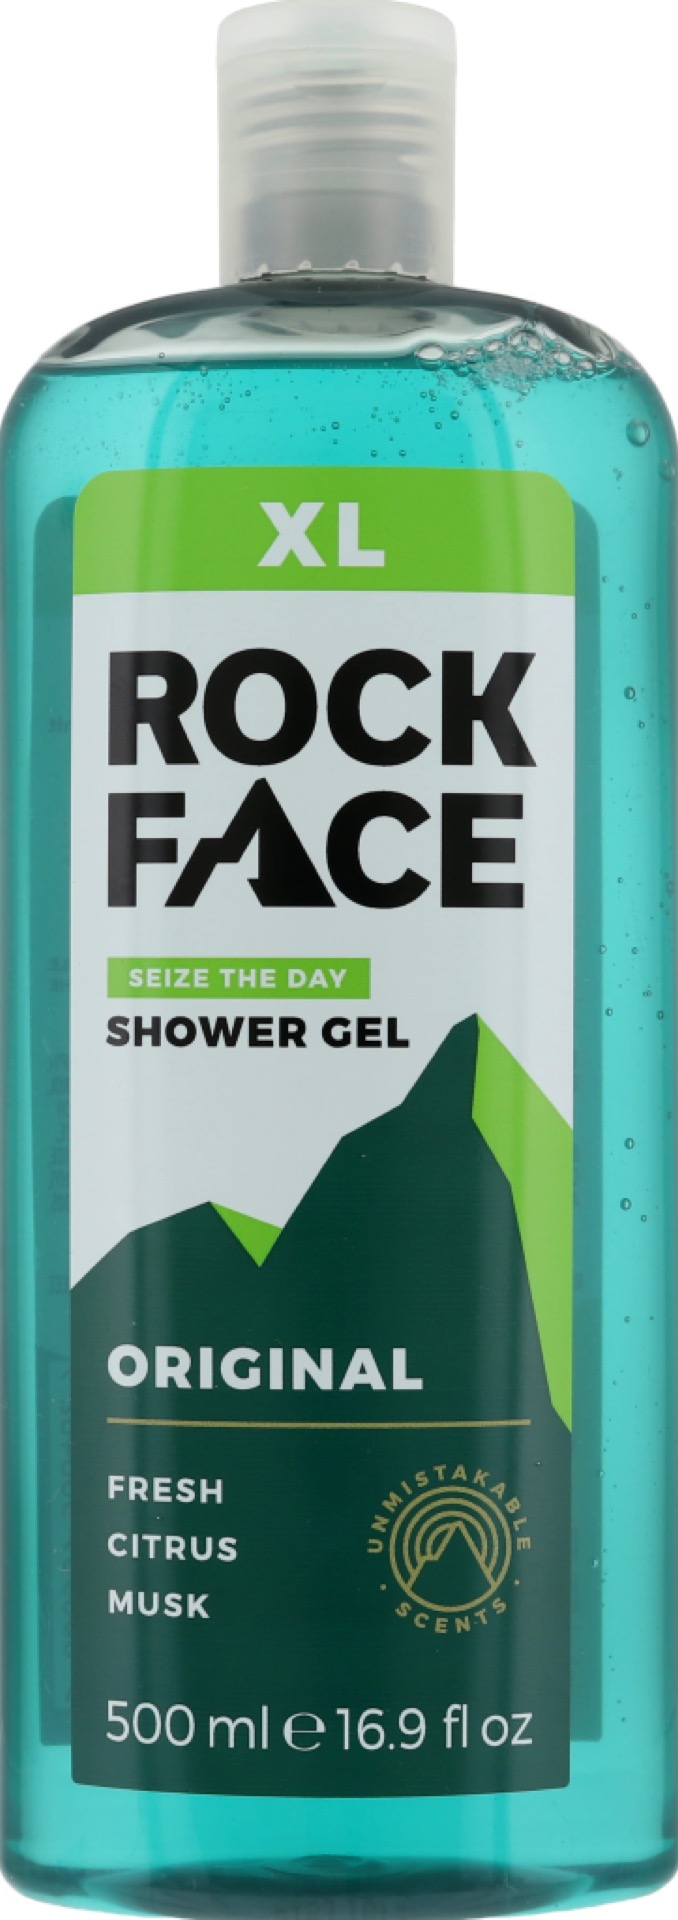 XL
ROCK
FACE
SEIZE THE DAY
SHOWER GEL
ORIGINAL
FRESH
CITRUS
MUSK
UNMISTAKABLE
SCENTS
500 ml ℮ 16.9 fl oz